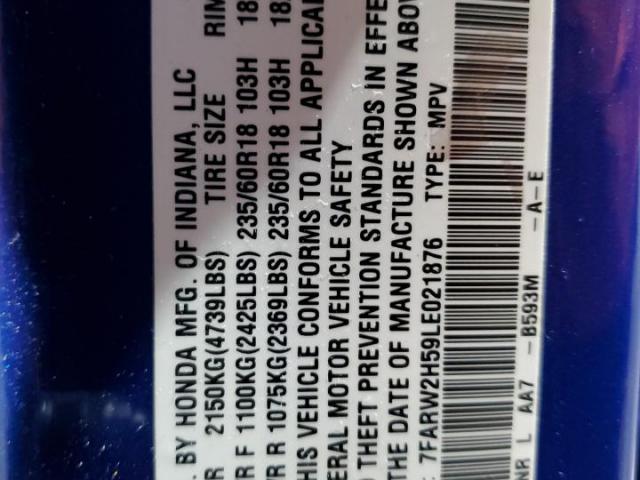 BY HONDA MFG. OF INDIANA, LLC
2150KG(4739LBS) TIRE SIZE RIM
R F 1100KG(2425LBS) 235/60R18 103H 18
R R 1075KG(2369LBS) 235/60R18 103H 18
HIS VEHICLE CONFORMS TO ALL APPLICA
ERAL MOTOR VEHICLE SAFETY
THEFT PREVENTION STANDARDS IN EFFE
THE DATE OF MANUFACTURE SHOWN ABOV
: 7FARW2H59LE021876 TYPE: MPV
NR L AA7 -B593M -A-E